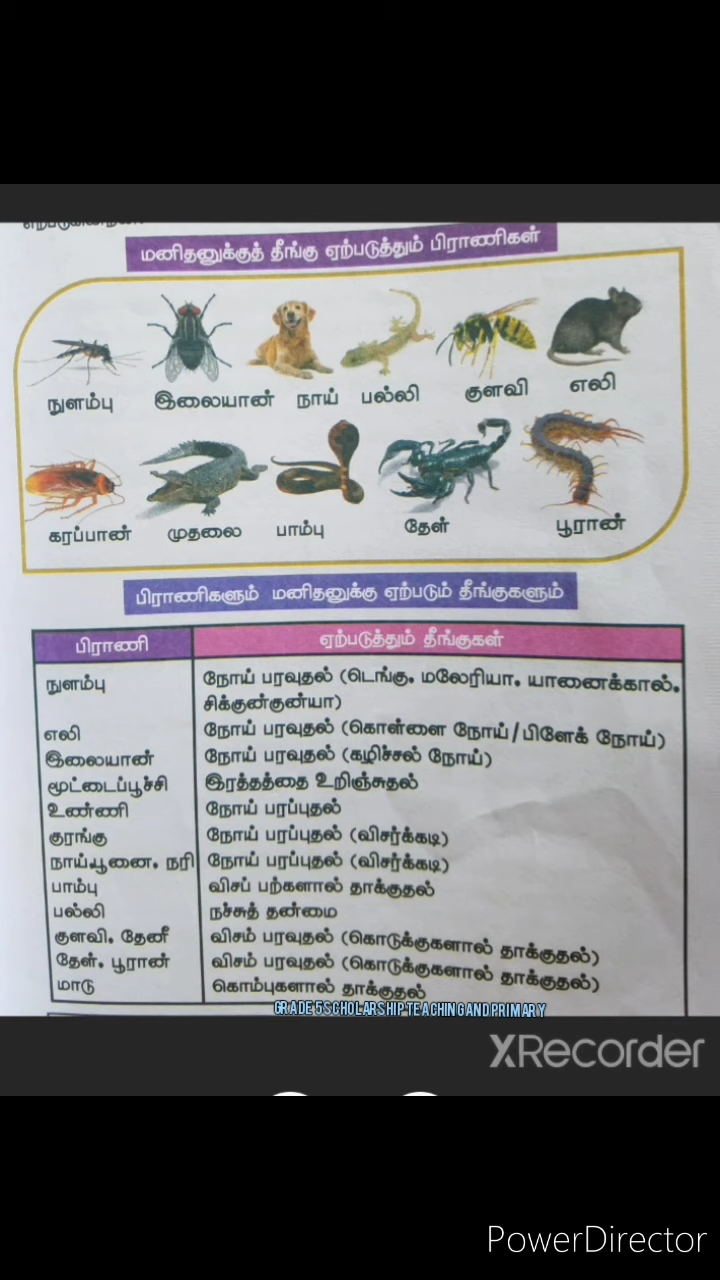 மனிதனுக்குத் தீங்கு ஏற்படுத்தும் பிராணிகள்
நுளம்பு இலையான் நாய் பல்லி குளவி எலி
கரப்பான் முதலை பாம்பு தேள் பூரான்
பிராணிகளும் மனிதனுக்கு ஏற்படும் தீங்குகளும்
பிராணி ஏற்படுத்தும் தீங்குகள்
நுளம்பு நோய் பரவுதல் (டெங்கு, மலேரியா, யானைக்கால்,
சிக்குன்குன்யா)
எலி நோய் பரவுதல் (கொள்ளை நோய்/பிளேக் நோய்)
இலையான் நோய் பரவுதல் (கழிச்சல் நோய்)
மூட்டைப்பூச்சி இரத்தத்தை உறிஞ்சுதல்
உண்ணி நோய் பரப்புதல்
குரங்கு நோய் பரப்புதல் (விசர்க்கடி)
நாய்,பூனை, நரி நோய் பரப்புதல் (விசர்க்கடி)
பாம்பு விசப் பற்களால் தாக்குதல்
பல்லி நச்சுத் தன்மை
குளவி, தேனீ விசம் பரவுதல் (கொடுக்குகளால் தாக்குதல்)
தேள், பூரான் விசம் பரவுதல் (கொடுக்குகளால் தாக்குதல்)
மாடு கொம்புகளால் தாக்குதல்
GRADE 5 SCHOLARSHIP TEACHING AND PRIMARY
XRecorder
PowerDirector